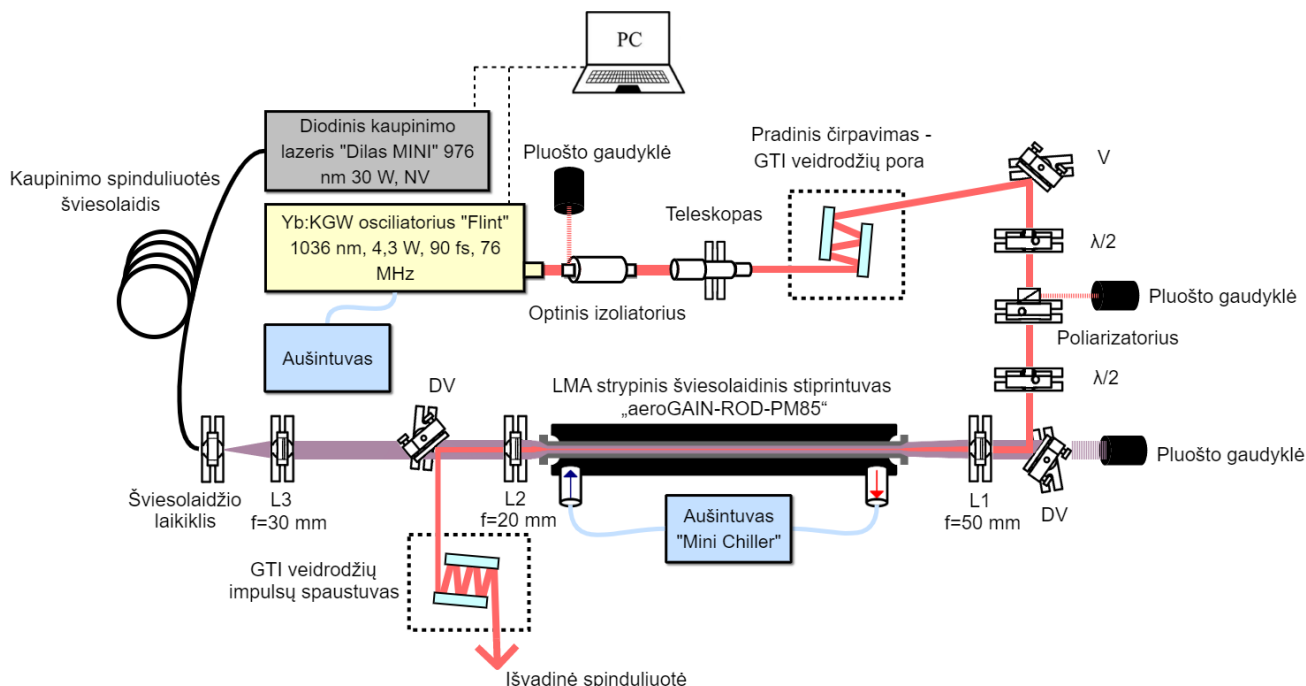 PC
Diodinis kaupinimo
lazeris "Dilas MINI" 976
nm 30 W, NV
Kaupinimo spinduliuotės
šviesolaidis
Yb:KGW osciliatorius "Flint"
1036 nm, 4,3 W, 90 fs, 76
MHz
Aušintuvas
Pluošto gaudyklė
Optinis izoliatorius
Teleskopas
Pradinis čirpavimas -
GTI veidrodžių pora
V
λ/2
Pluošto gaudyklė
Poliarizatorius
λ/2
DV
LMA strypinis šviesolaidinis stiprintuvas
„aeroGAIN-ROD-PM85“
Pluošto gaudyklė
Šviesolaidžio
laikiklis
L3
f=30 mm
L2
f=20 mm
Aušintuvas
"Mini Chiller"
L1
f=50 mm
DV
GTI veidrodžių
impulsų spaustuvas
Išvadinė spinduliuotė